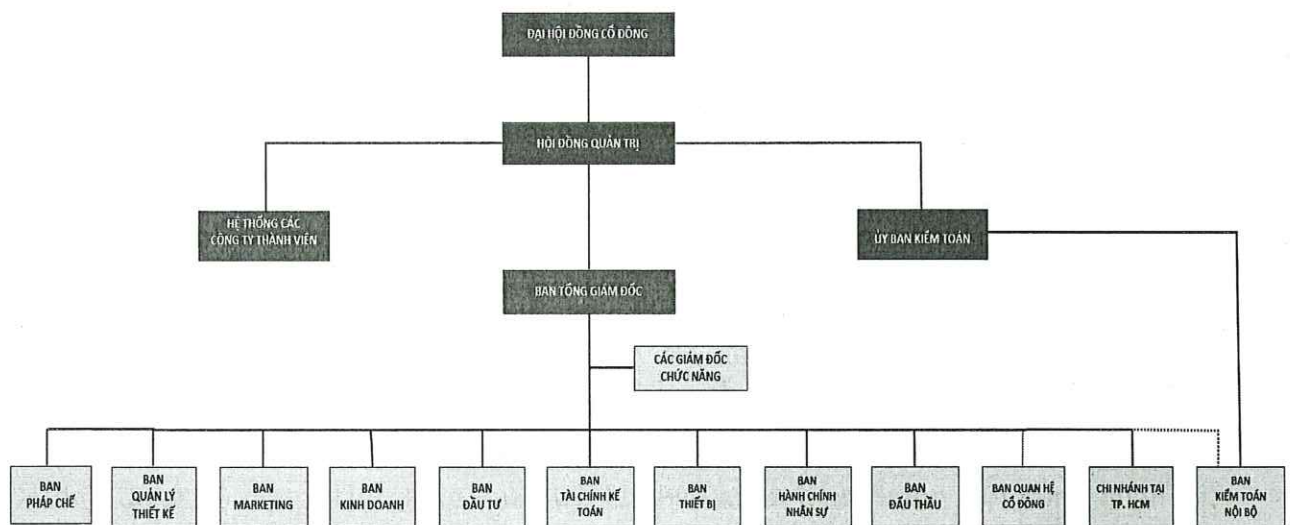 ĐẠI HỘI ĐỒNG CỔ ĐÔNG
HỘI ĐỒNG QUẢN TRỊ
HỆ THỐNG CÁC
CÔNG TY THÀNH VIÊN
ỦY BAN KIỂM TOÁN
BAN TỔNG GIÁM ĐỐC
CÁC GIÁM ĐỐC
CHỨC NĂNG
BAN
PHÁP CHẾ
BAN
QUẢN LÝ
THIẾT KẾ
BAN
MARKETING
BAN
KINH DOANH
BAN
ĐẦU TƯ
BAN
TÀI CHÍNH KẾ
TOÁN
BAN
THIẾT BỊ
BAN
HÀNH CHÍNH
NHÂN SỰ
BAN
ĐẤU THẦU
BAN QUAN HỆ
CỔ ĐÔNG
CHI NHÁNH TẠI
TP. HCM
BAN
KIỂM TOÁN
NỘI BỘ